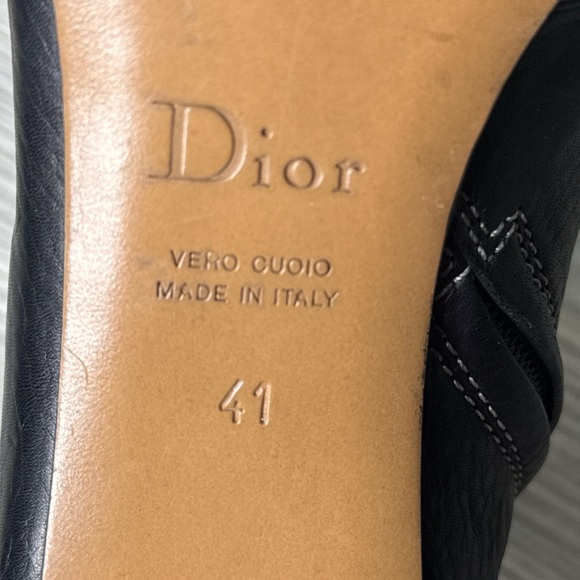 Dior
VERO CUOIO
MADE IN ITALY
41